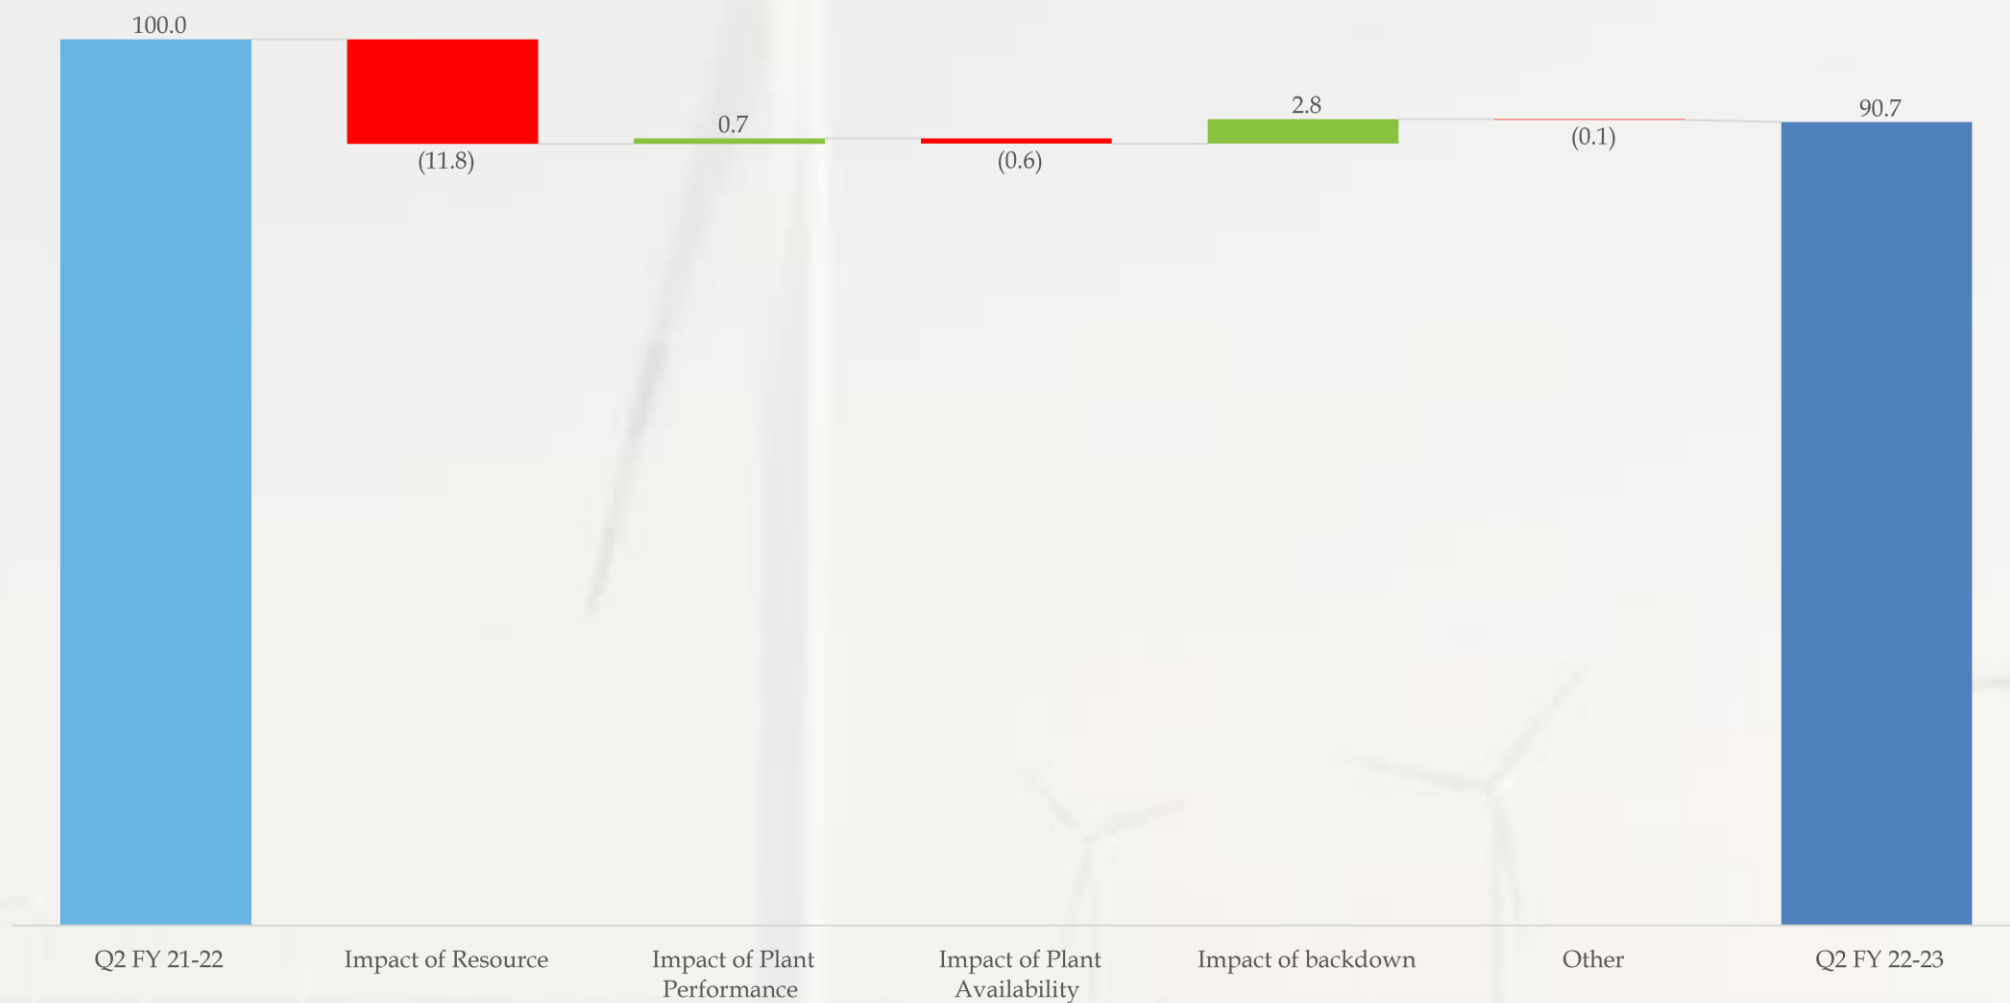 100.0
(11.8)
0.7
(0.6)
2.8
(0.1)
90.7
Q2 FY 21-22
Impact of Resource
Impact of Plant
Performance
Impact of Plant
Availability
Impact of backdown
Other
Q2 FY 22-23